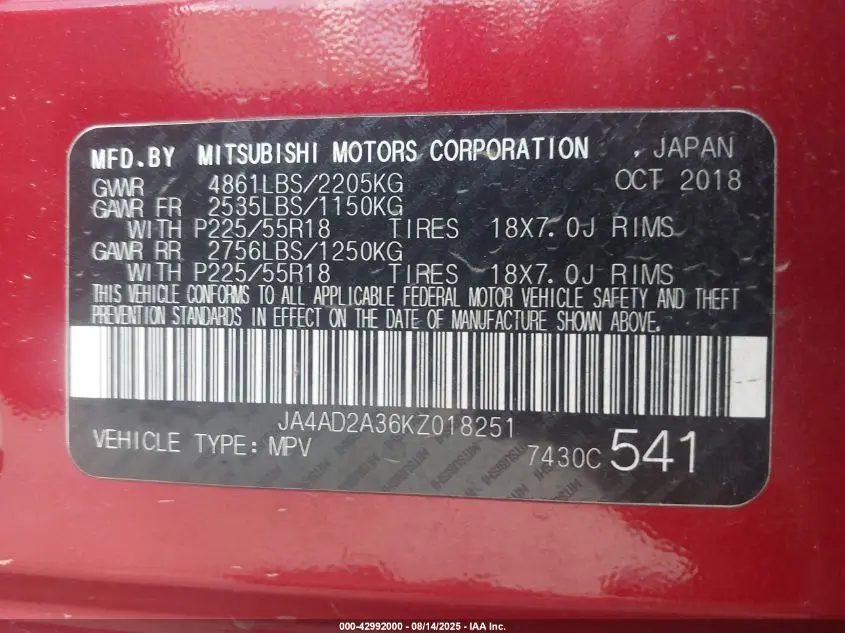 MFD.BY MITSUBISHI MOTORS CORPORATION , JAPAN
GVWR 4861LBS/2205KG OCT 2018
GAWR FR 2535LBS/1150KG
WITH P225/55R18 TIRES 18X7.0J RIMS
GAWR RR 2756LBS/1250KG
WITH P225/55R18 TIRES 18X7.0J RIMS
THIS VEHICLE CONFORMS TO ALL APPLICABLE FEDERAL MOTOR VEHICLE SAFETY AND THEFT
PREVENTION STANDARDS IN EFFECT ON THE DATE OF MANUFACTURE SHOWN ABOVE.
JA4AD2A36KZ018251
VEHICLE TYPE: MPV 7430C 541
000-42992000 - 08/14/2025 - IAA Inc.